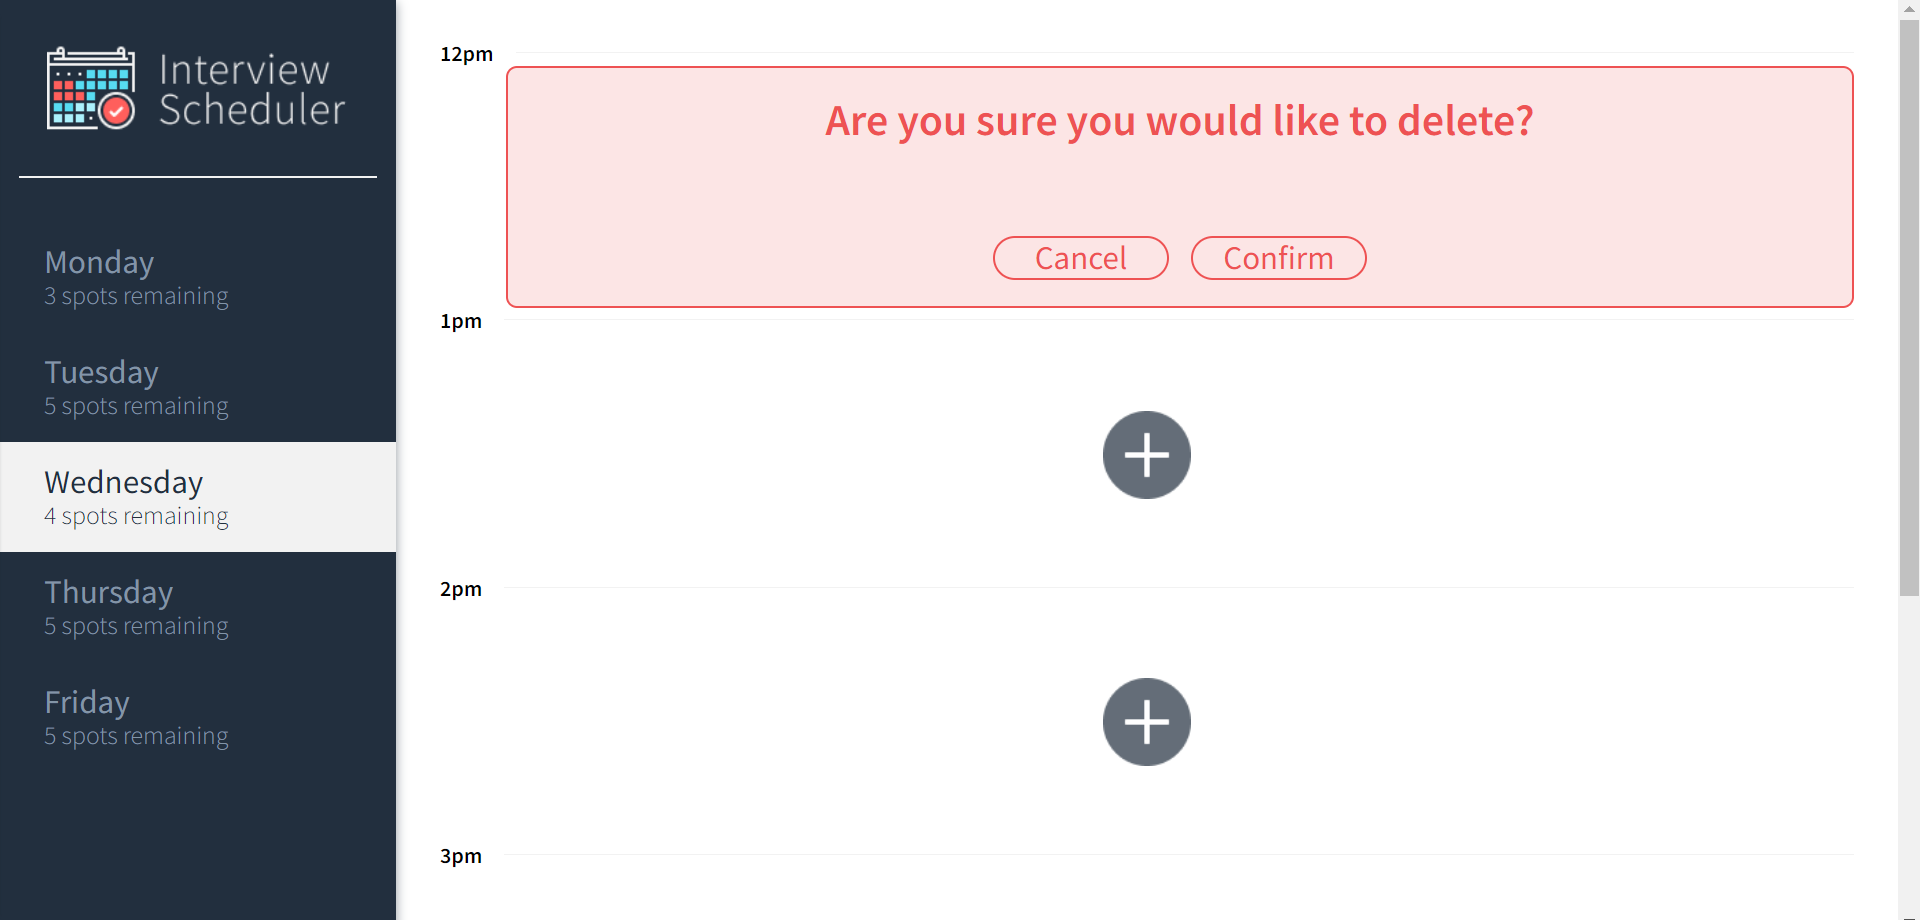 Interview
Scheduler
Monday
3 spots remaining
Tuesday
5 spots remaining
Wednesday
4 spots remaining
Thursday
5 spots remaining
Friday
5 spots remaining
12pm
Are you sure you would like to delete?
Cancel Confirm
1pm
2pm
3pm